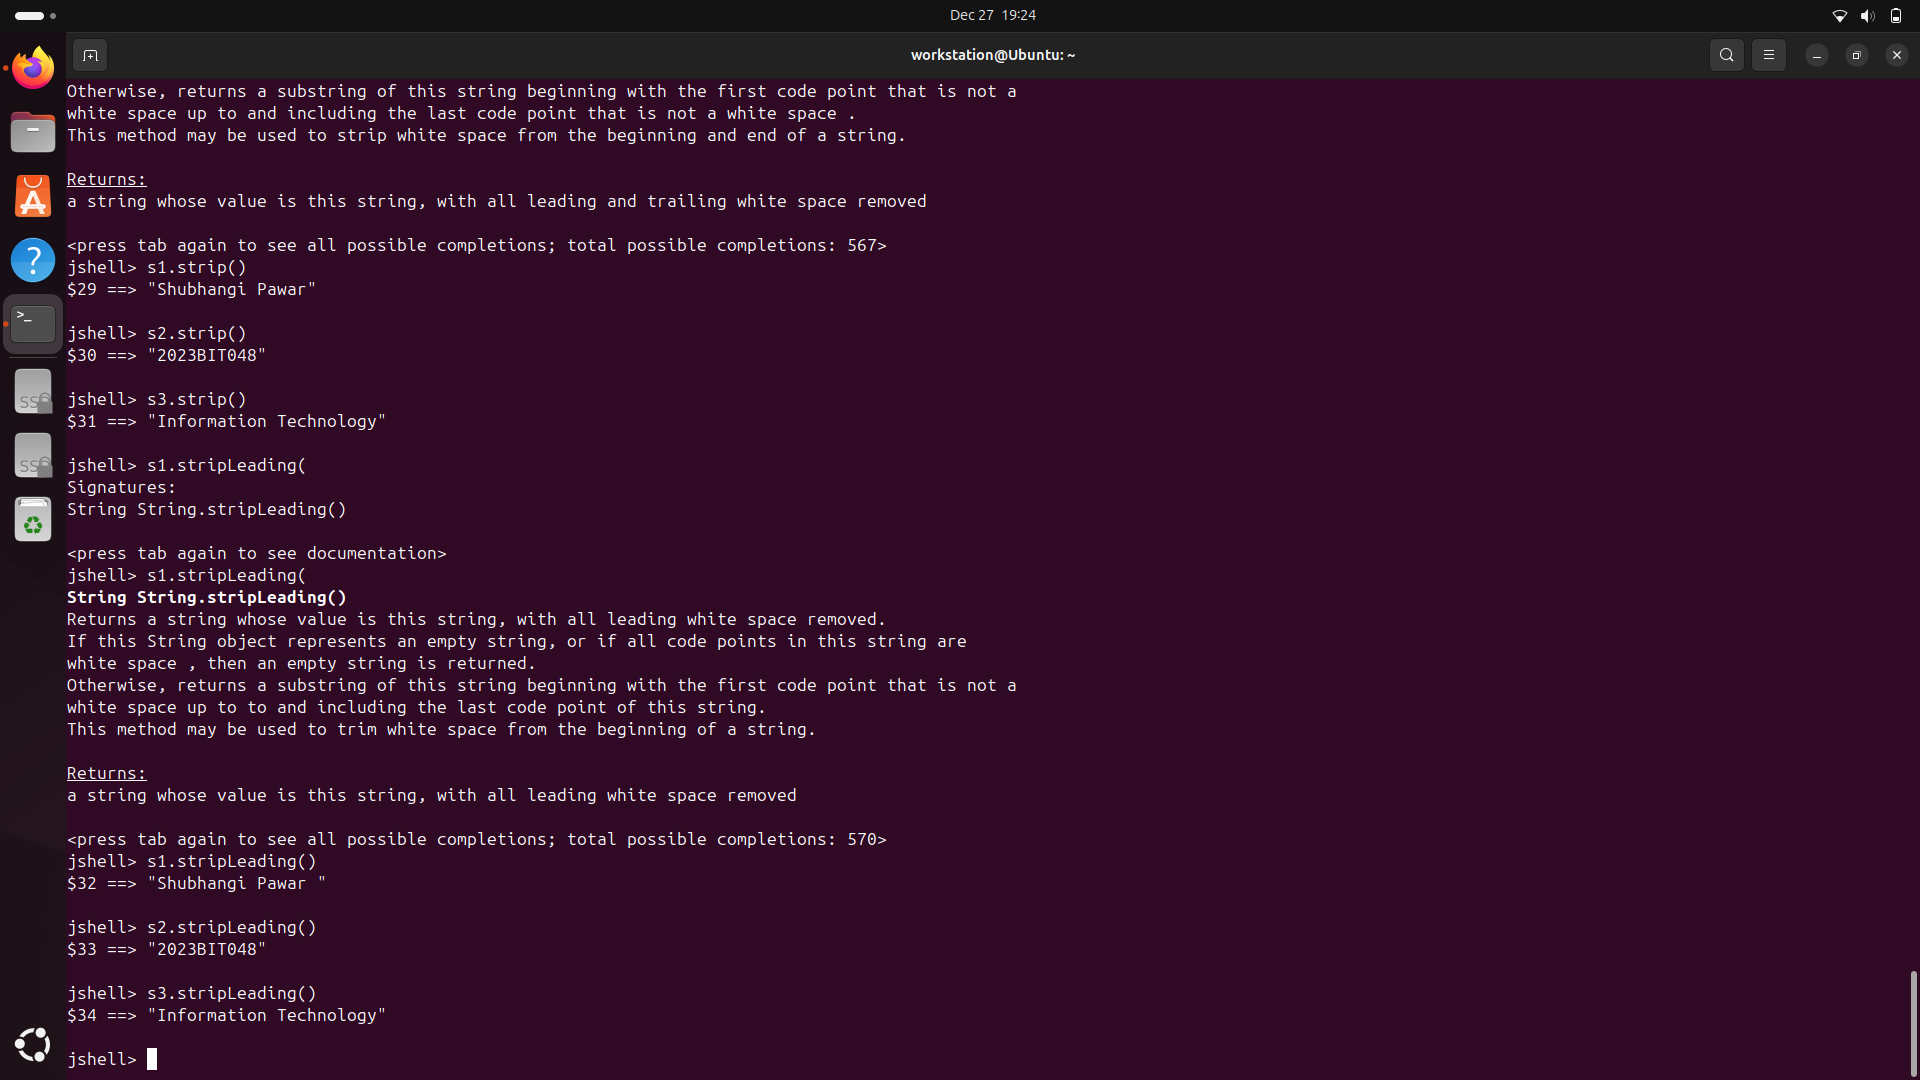 Dec 27 19:24
workstation@Ubuntu: ~
Otherwise, returns a substring of this string beginning with the first code point that is not a
white space up to and including the last code point that is not a white space .
This method may be used to strip white space from the beginning and end of a string.
Returns:
a string whose value is this string, with all leading and trailing white space removed
<press tab again to see all possible completions; total possible completions: 567>
jshell> s1.strip()
$29 ==> "Shubhangi Pawar"
jshell> s2.strip()
$30 ==> "2023BIT048"
jshell> s3.strip()
$31 ==> "Information Technology"
jshell> s1.stripLeading(
Signatures:
String String.stripLeading()
<press tab again to see documentation>
jshell> s1.stripLeading(
String String.stripLeading()
Returns a string whose value is this string, with all leading white space removed.
If this String object represents an empty string, or if all code points in this string are
white space , then an empty string is returned.
Otherwise, returns a substring of this string beginning with the first code point that is not a
white space up to to and including the last code point of this string.
This method may be used to trim white space from the beginning of a string.
Returns:
a string whose value is this string, with all leading white space removed
<press tab again to see all possible completions; total possible completions: 570>
jshell> s1.stripLeading()
$32 ==> "Shubhangi Pawar "
jshell> s2.stripLeading()
$33 ==> "2023BIT048"
jshell> s3.stripLeading()
$34 ==> "Information Technology"
jshell>